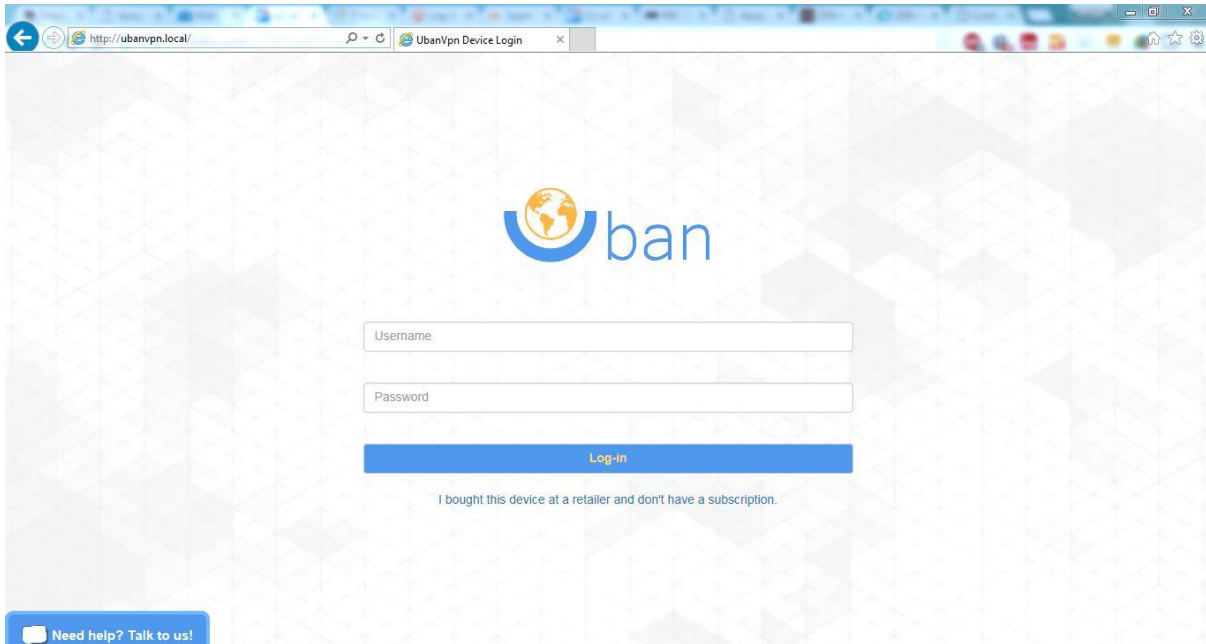 http://ubanvpn.local/
UbanVpn Device Login
Uban
Username
Password
Log-in
I bought this device at a retailer and don't have a subscription.
Need help? Talk to us!